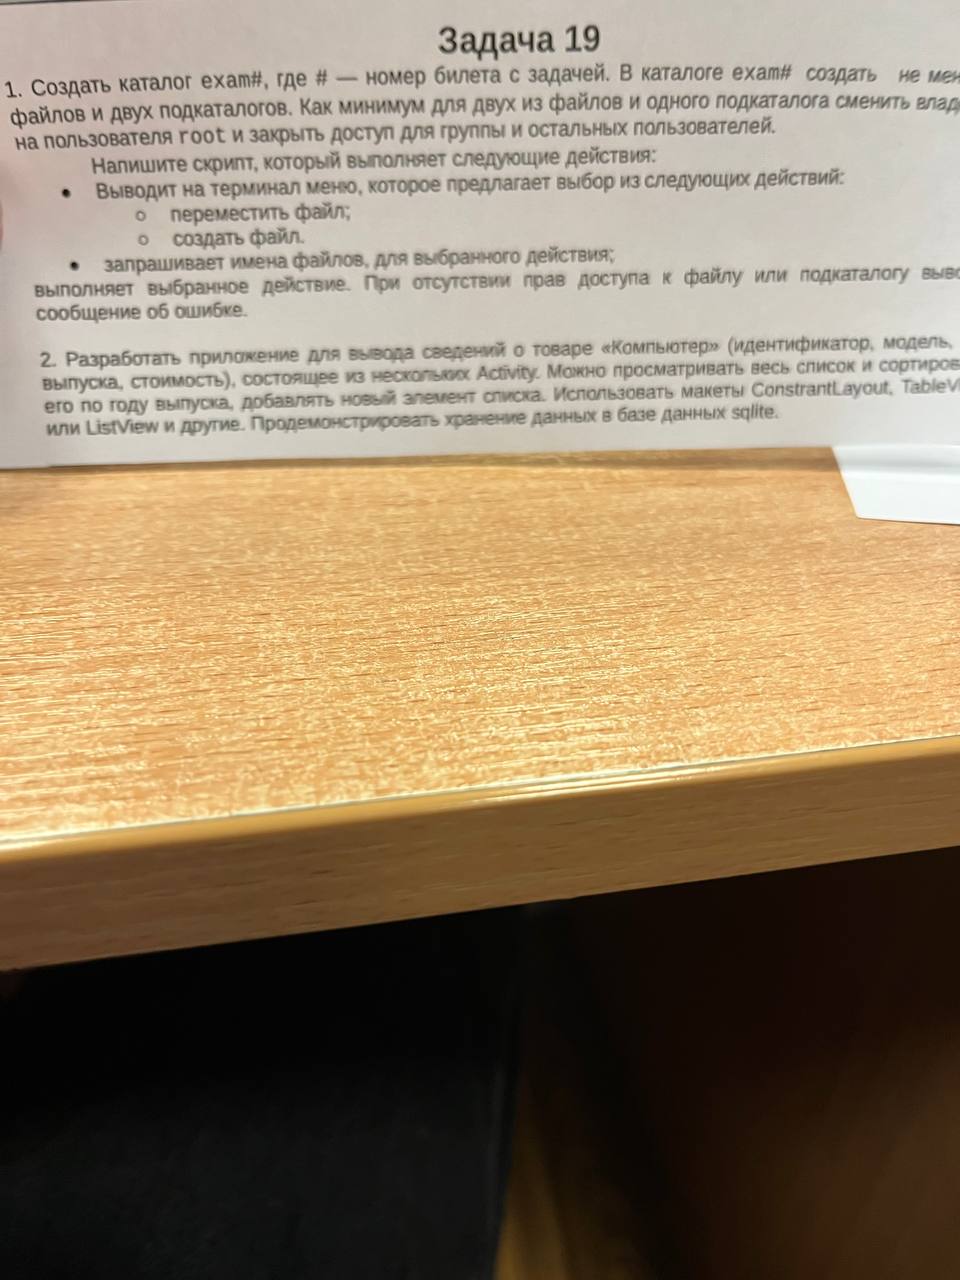 Задача 19
1. Создать каталог exam#, где # — номер билета с задачей. В каталоге exam# создать не
файлов и двух подкаталогов. Как минимум для двух из файлов и одного подкаталога сменить
на пользователя root и закрыть доступ для группы и остальных пользователей.
Напишите скрипт, который выполняет следующие действия:
• Выводит на терминал меню, которое предлагает выбор из следующих действий:
○ переместить файл;
○ создать файл.
• запрашивает имена файлов, для выбранного действия;
выполняет выбранное действие. При отсутствии прав доступа к файлу или подкаталогу
сообщение об ошибке.
2. Разработать приложение для вывода сведений о товаре «Компьютер» (идентификатор, модель,
выпуска, стоимость), состоящее из нескольких Activity. Можно просматривать весь список и
его по году выпуска, добавлять новый элемент списка. Использовать макеты ConstrantLayout,
или ListView и другие. Продемонстрировать хранение данных в базе данных sqlite.